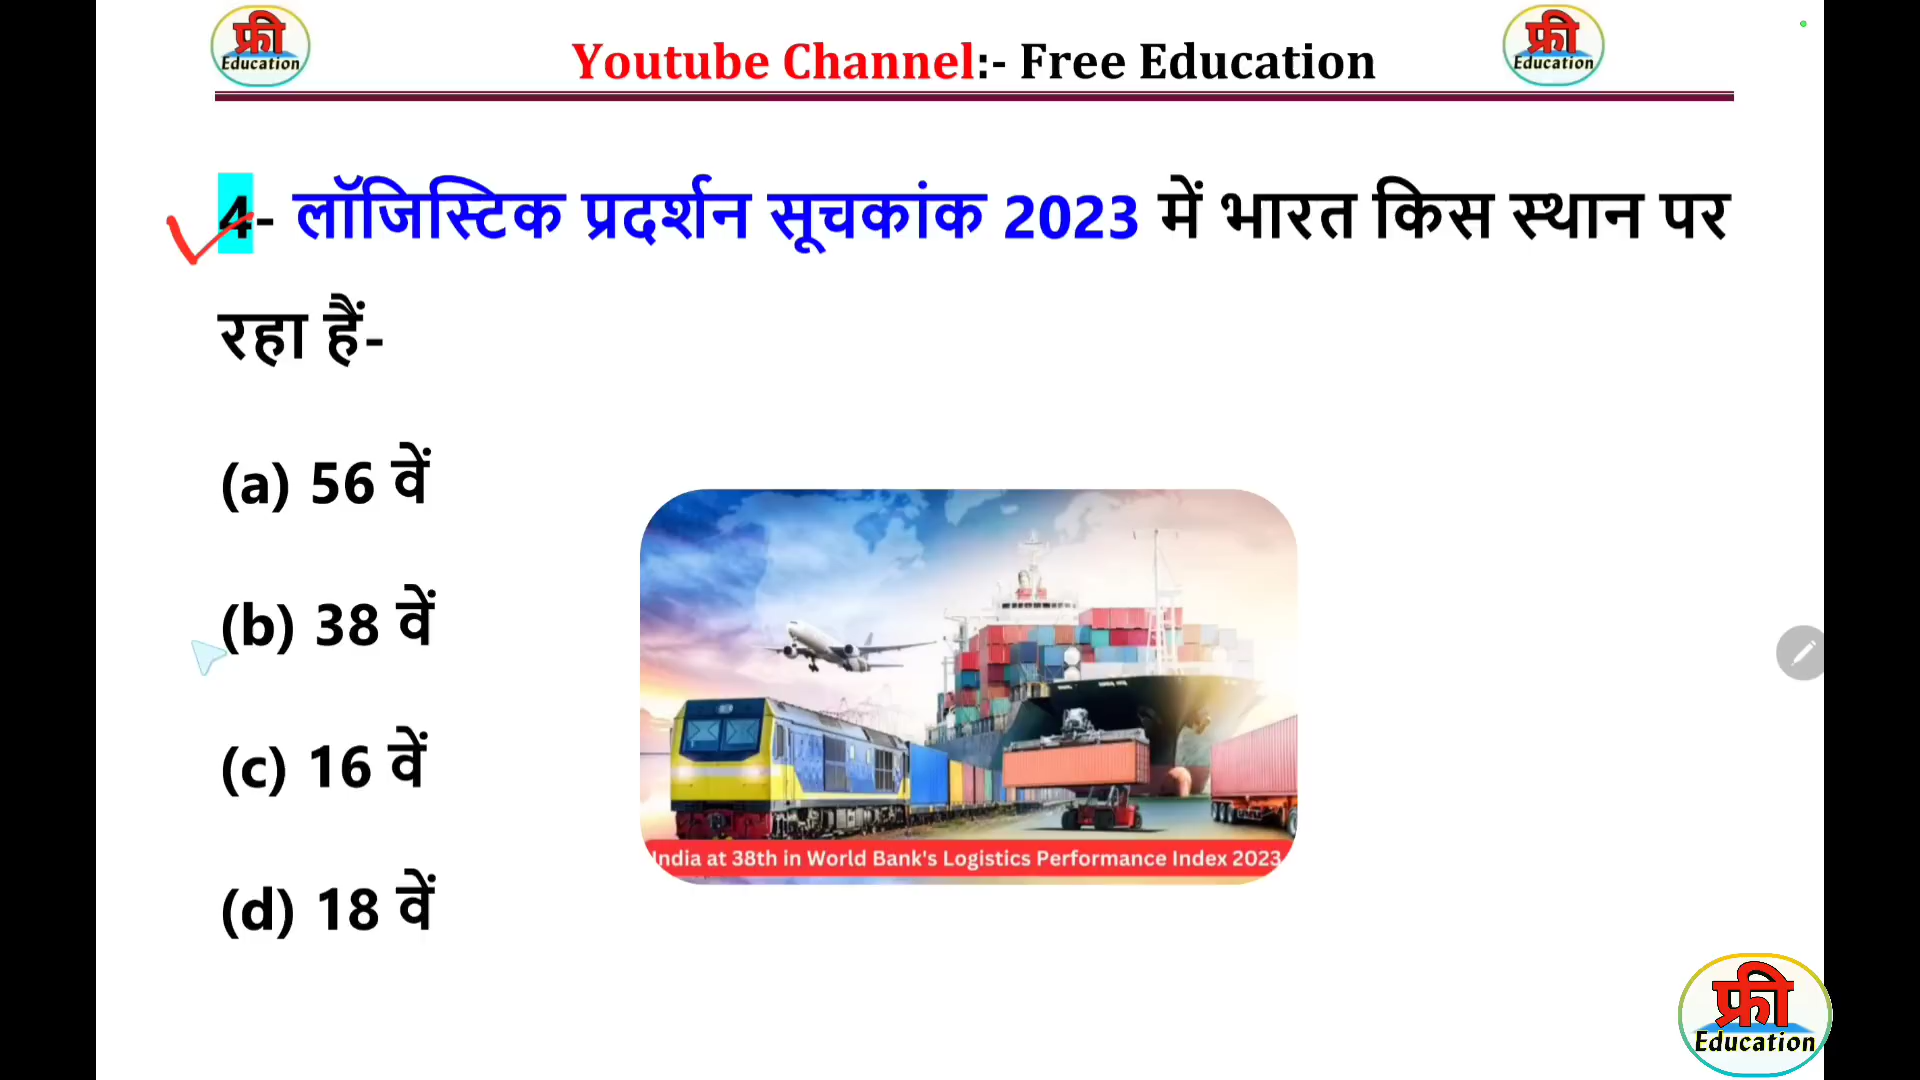 फ्री
Education
Youtube Channel:- Free Education
फ्री
Education
4- लॉजिस्टिक प्रदर्शन सूचकांक 2023 में भारत किस स्थान पर
रहा हैं-
(a) 56 वें
(b) 38 वें
(c) 16 वें
(d) 18 वें
India at 38th in World Bank's Logistics Performance Index 2023
फ्री
Education